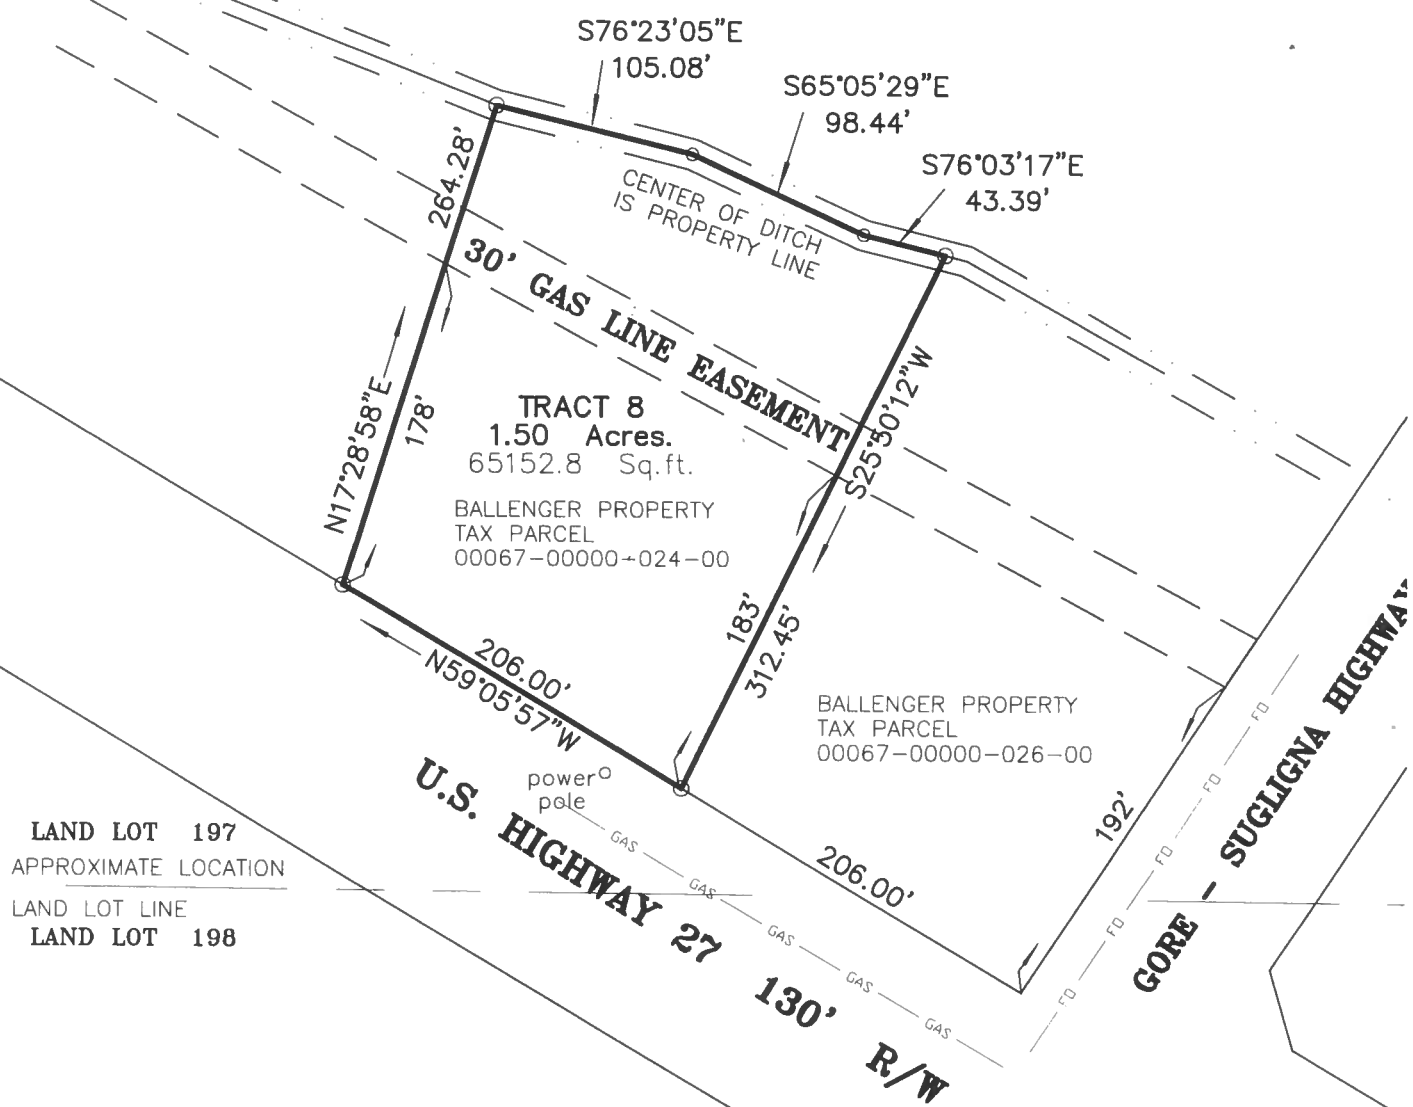 S76°23'05"E
105.08'
S65°05'29"E
98.44'
S76°03'17"E
43.39'
264.28'
CENTER OF DITCH
IS PROPERTY LINE
30' GAS LINE EASEMENT
N17°28'58"E
178'
TRACT 8
1.50 Acres.
65152.8 Sq.ft.
BALLENGER PROPERTY
TAX PARCEL
00067-00000-024-00
S25°50'12"W
183'
312.45'
206.00'
N59°05'57"W
BALLENGER PROPERTY
TAX PARCEL
00067-00000-026-00
power
pole
U.S. HIGHWAY 27 130' R/W
GAS
GAS
GAS
GAS
GAS
206.00'
192'
FO
FO
FO
FO
FO
GORE - SUGLIGNA HIGHWAY
LAND LOT 197
APPROXIMATE LOCATION
LAND LOT LINE
LAND LOT 198